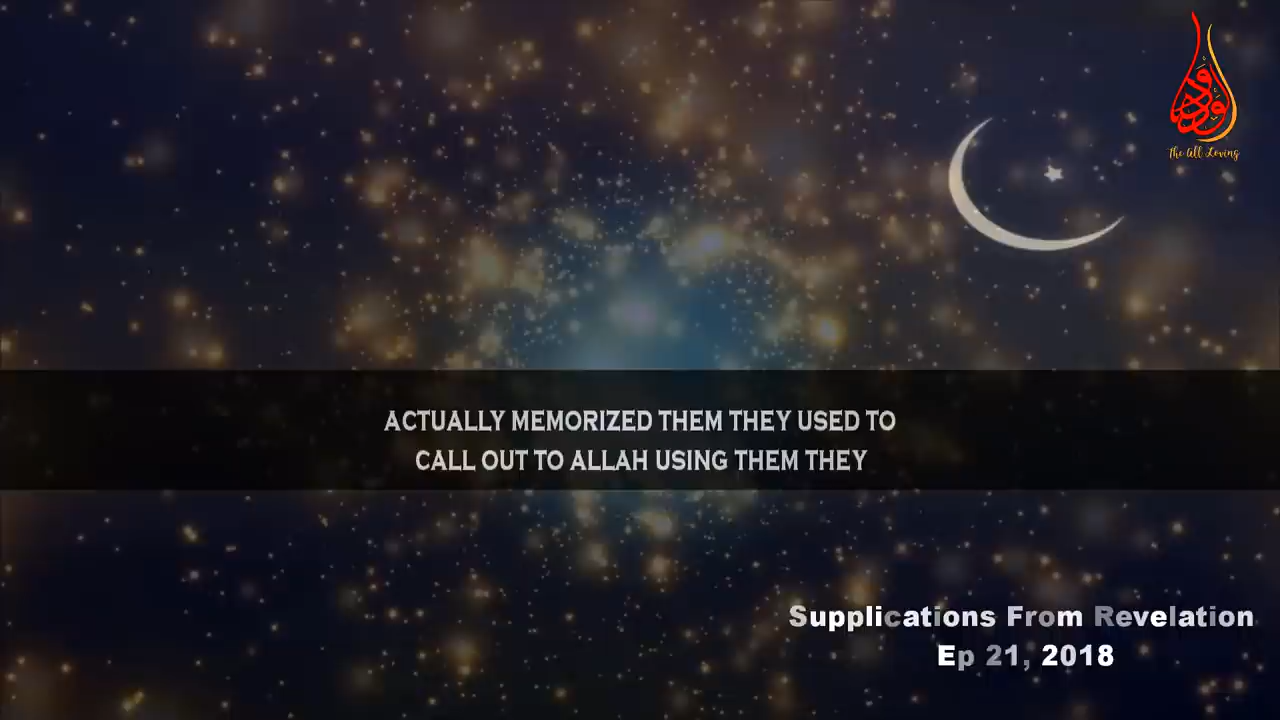 الودود
The All Loving
ACTUALLY MEMORIZED THEM THEY USED TO
CALL OUT TO ALLAH USING THEM THEY
Supplications From Revelation
Ep 21, 2018